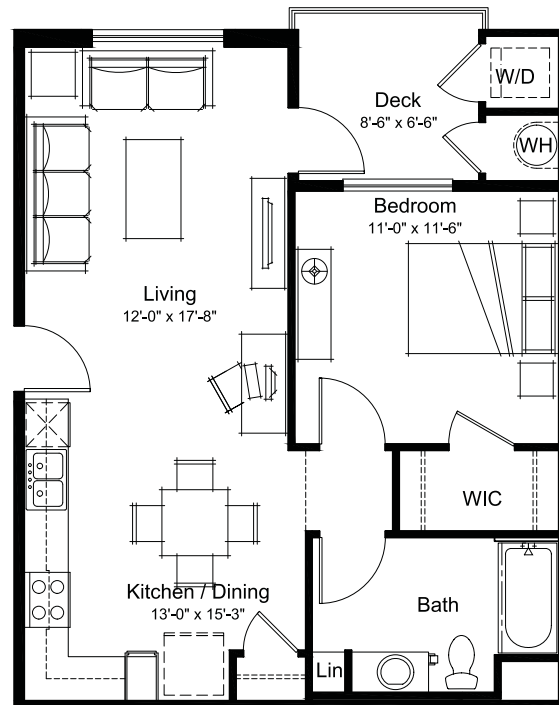 W/D
Deck
8'-6" x 6'-6"
WH
Bedroom
11'-0" x 11'-6"
Living
12'-0" x 17'-8"
WIC
Kitchen / Dining
13'-0" x 15'-3"
Bath
Lin